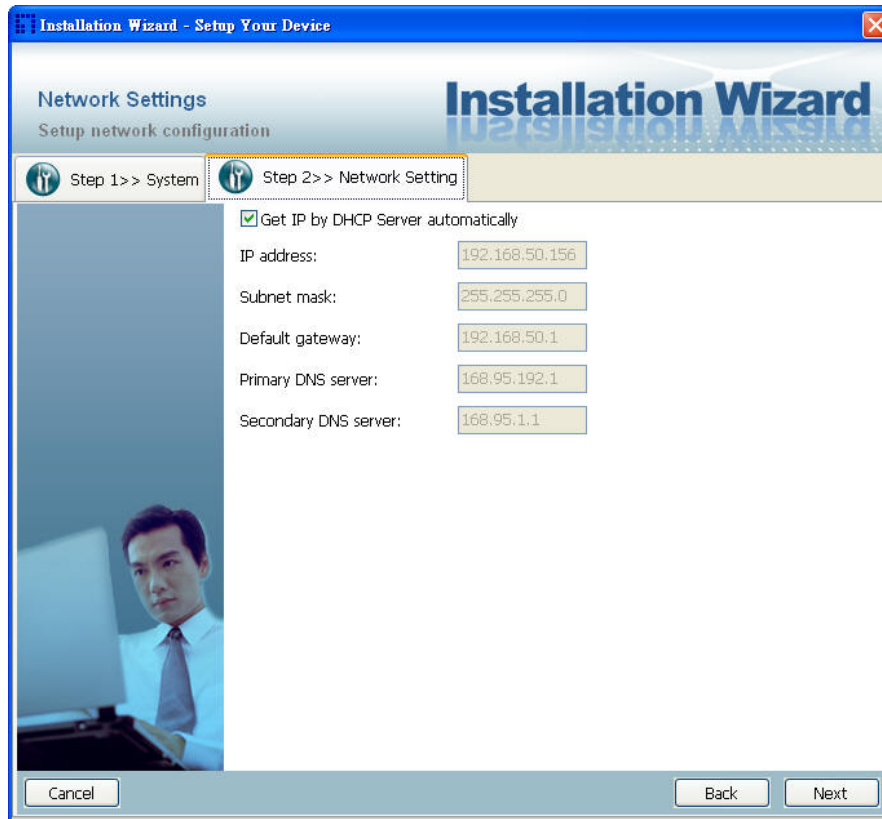 Installation Wizard - Setup Your Device
Network Settings
Setup network configuration
Installation Wizard
Step 1>> System
Step 2>> Network Setting
Get IP by DHCP Server automatically
IP address: 192.168.50.156
Subnet mask: 255.255.255.0
Default gateway: 192.168.50.1
Primary DNS server: 168.95.192.1
Secondary DNS server: 168.95.1.1
Cancel Back Next